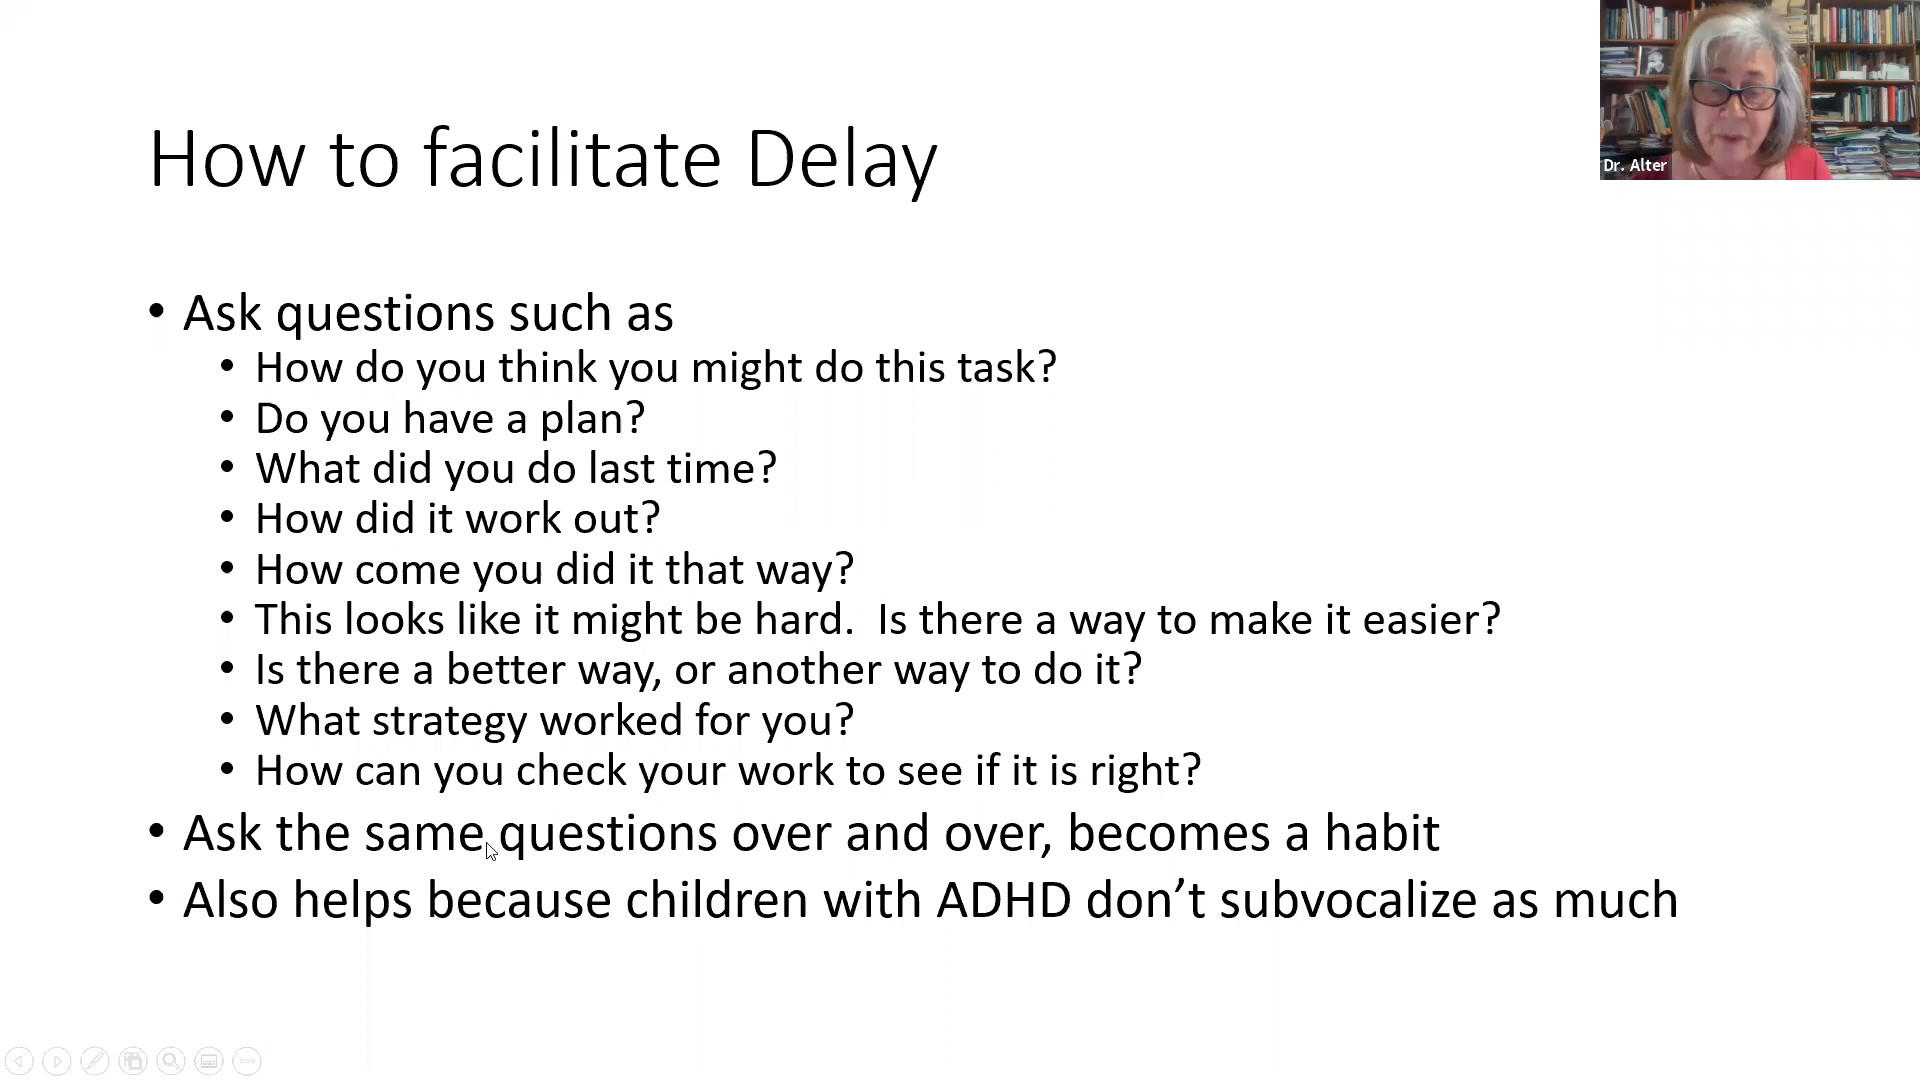 How to facilitate Delay
Dr. Alter
• Ask questions such as
• How do you think you might do this task?
• Do you have a plan?
• What did you do last time?
• How did it work out?
• How come you did it that way?
• This looks like it might be hard.  Is there a way to make it easier?
• Is there a better way, or another way to do it?
• What strategy worked for you?
• How can you check your work to see if it is right?
• Ask the same questions over and over, becomes a habit
• Also helps because children with ADHD don’t subvocalize as much